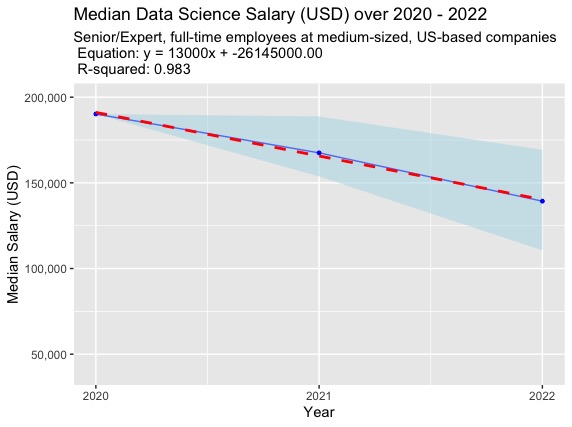 Median Data Science Salary (USD) over 2020 - 2022
Senior/Expert, full-time employees at medium-sized, US-based companies
Equation: y = 13000x + -26145000.00
R-squared: 0.983
200,000
150,000
100,000
50,000
Median Salary (USD)
2020 2021 2022
Year